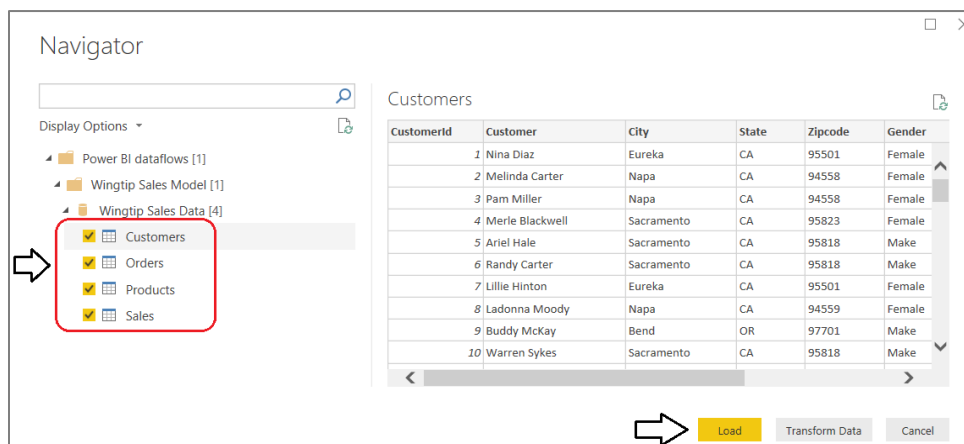 Navigator
Display Options
Power BI dataflows [1]
Wingtip Sales Model [1]
Wingtip Sales Data [4]
Customers
Orders
Products
Sales
Customers
CustomerId Customer City State Zipcode Gender
1 Nina Diaz Eureka CA 95501 Female
2 Melinda Carter Napa CA 94558 Female
3 Pam Miller Napa CA 94558 Female
4 Merle Blackwell Sacramento CA 95823 Female
5 Ariel Hale Sacramento CA 95818 Make
6 Randy Carter Sacramento CA 95818 Make
7 Lillie Hinton Eureka CA 95501 Female
8 Ladonna Moody Napa CA 94559 Female
9 Buddy McKay Bend OR 97701 Make
10 Warren Sykes Sacramento CA 95818 Make
Load Transform Data Cancel